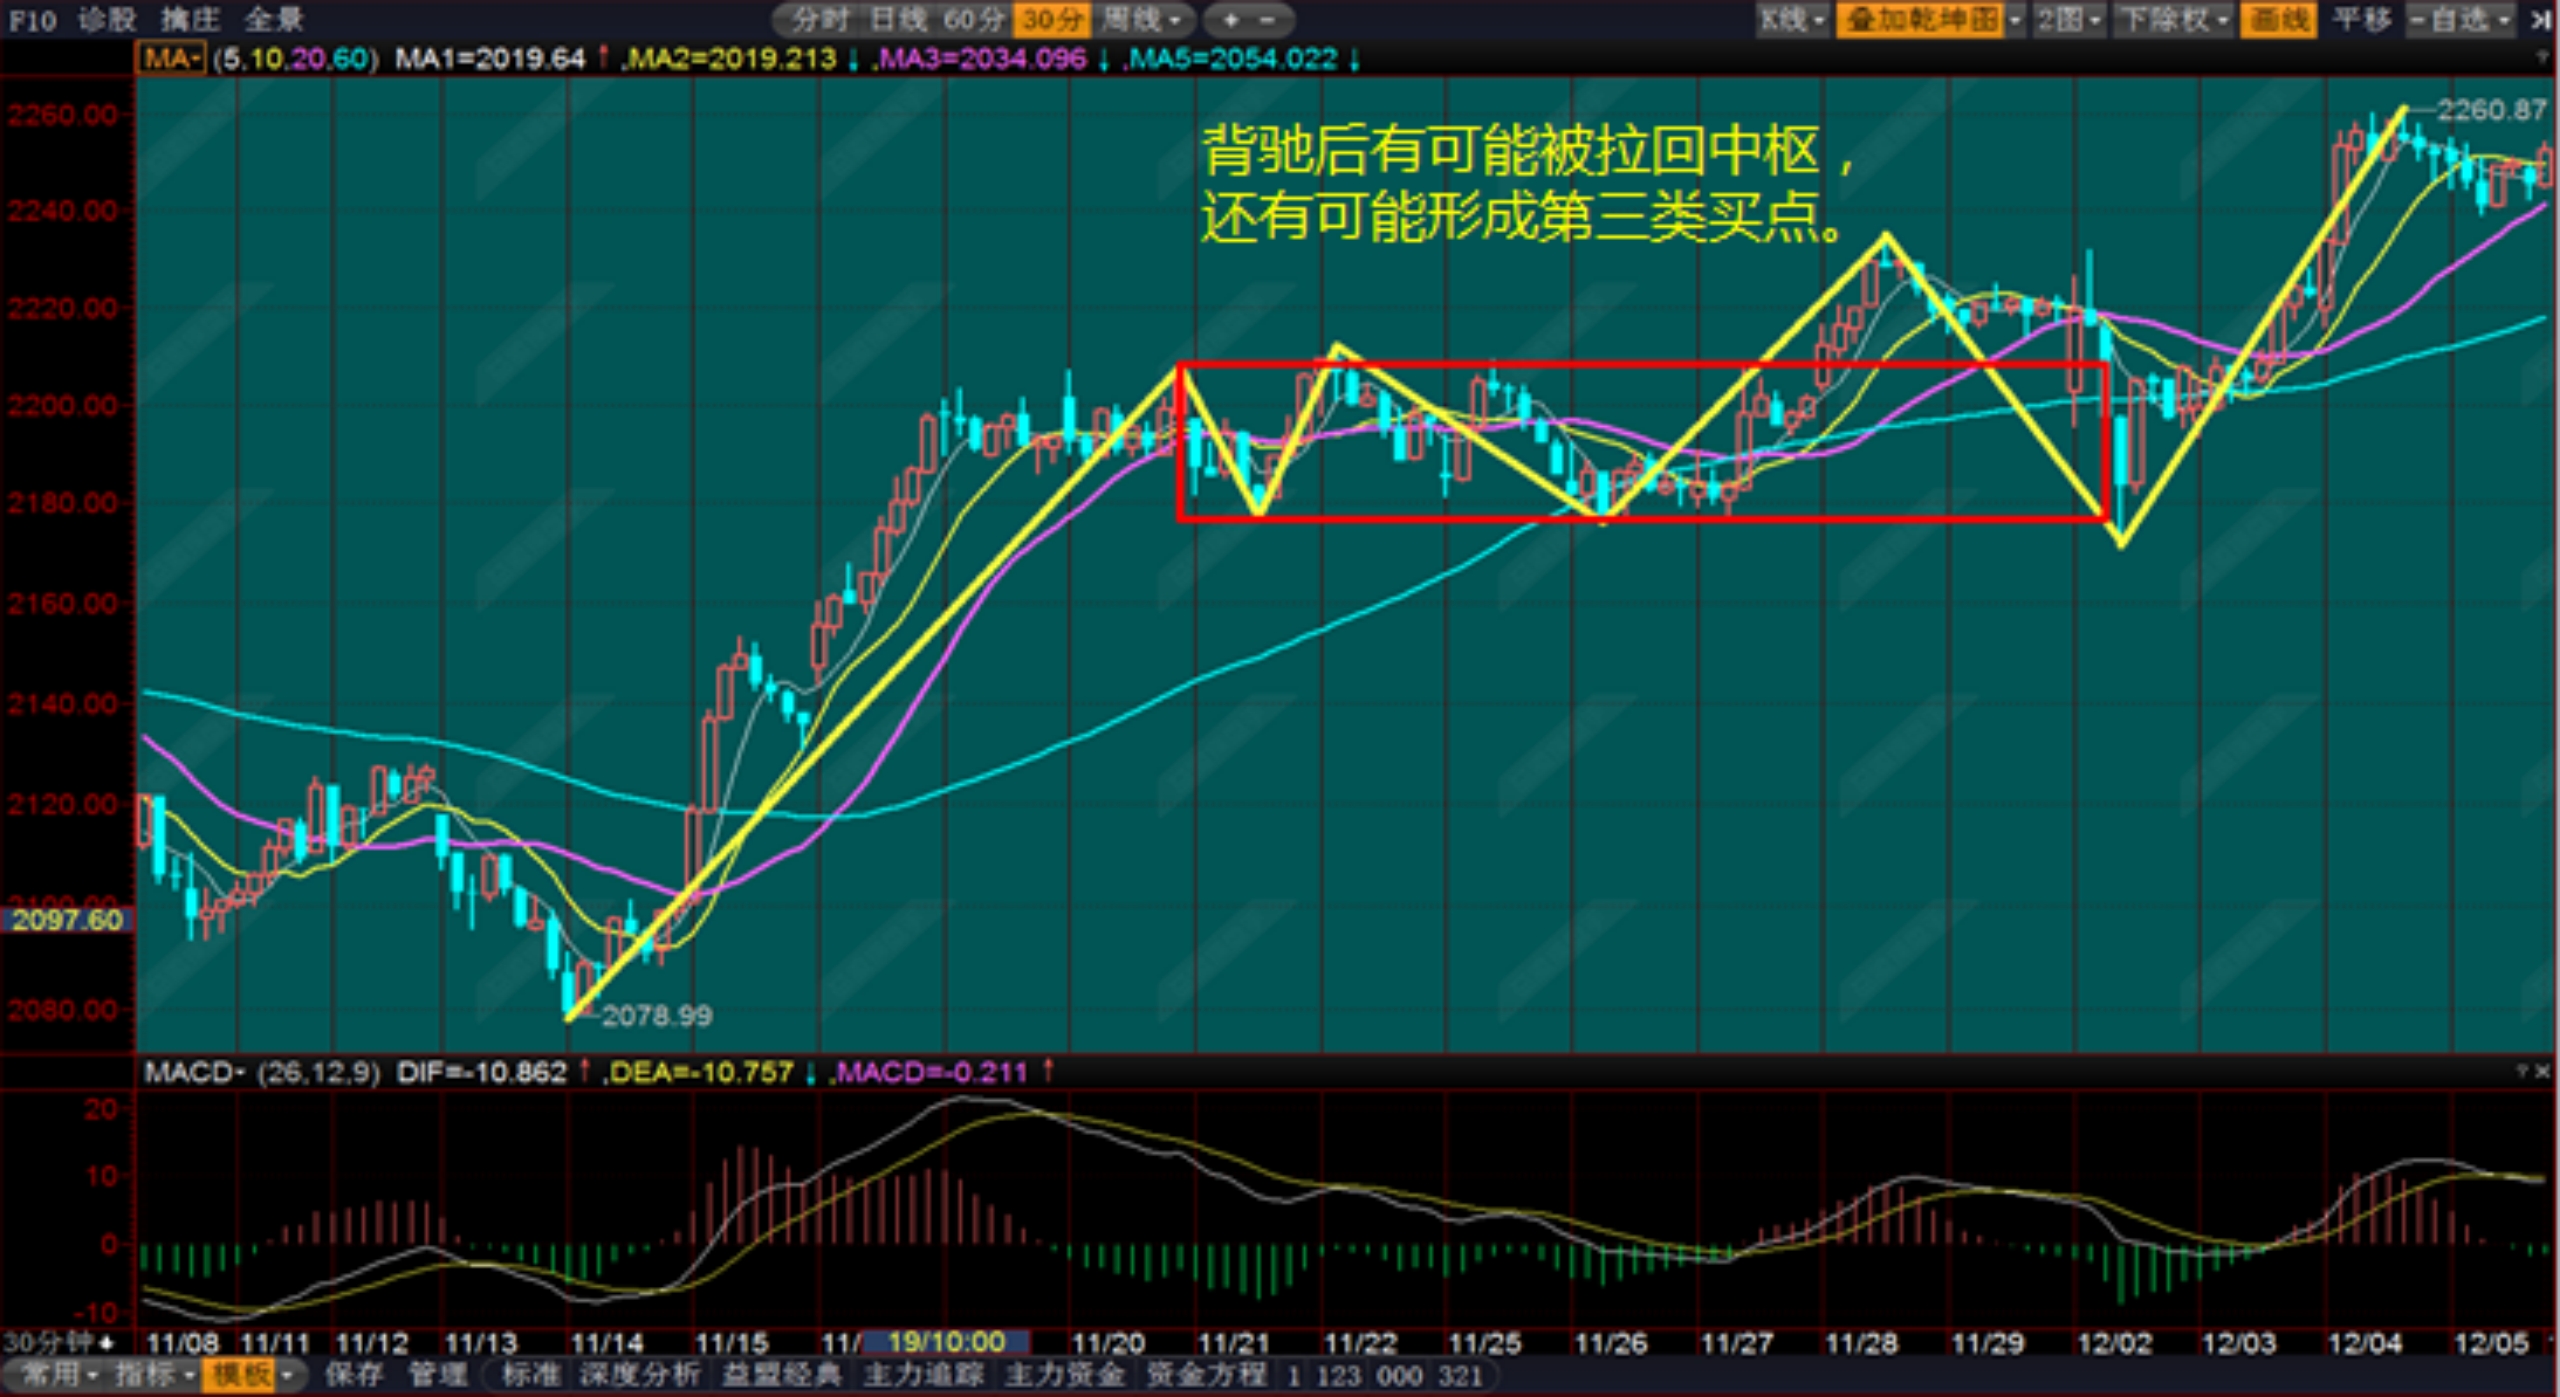 F10 诊股 擒庄 全景 分时 日线 60分 30分 周线 + - K线 叠加乾坤图 2图 下除权 画线 平移 -自选
MA (5,10,20,60) MA1=2019.64 ↑ ,MA2=2019.213 ↓ ,MA3=2034.096 ↓ ,MA5=2054.022 ↓
2260.00
2260.87
背驰后有可能被拉回中枢，
还有可能形成第三类买点。
2240.00
2220.00
2200.00
2180.00
2160.00
2140.00
2120.00
2097.60
2080.00
2078.99
MACD (26,12,9) DIF=-10.862 ↑ ,DEA=-10.757 ↓ ,MACD=-0.211 ↑
20
10
0
-10
30分钟 11/08 11/11 11/12 11/13 11/14 11/15 11/ 19/10:00 11/20 11/21 11/22 11/25 11/26 11/27 11/28 11/29 12/02 12/03 12/04 12/05
常用 指标 模板 保存 管理 标准 深度分析 益盟经典 主力追踪 主力资金 资金方程 1 123 000 321